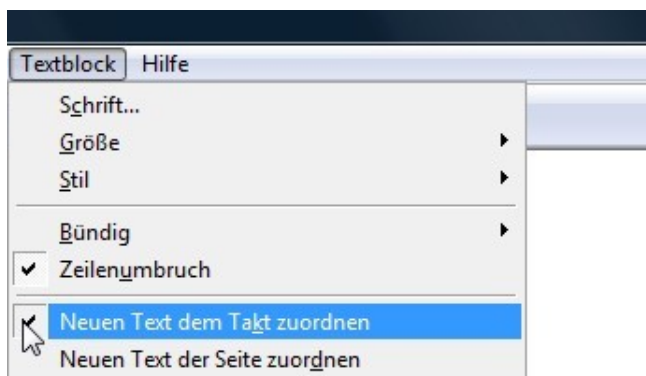 Textblock Hilfe
Schrift...
Größe
Stil
Bündig
Zeilenumbruch
Neuen Text dem Takt zuordnen
Neuen Text der Seite zuordnen